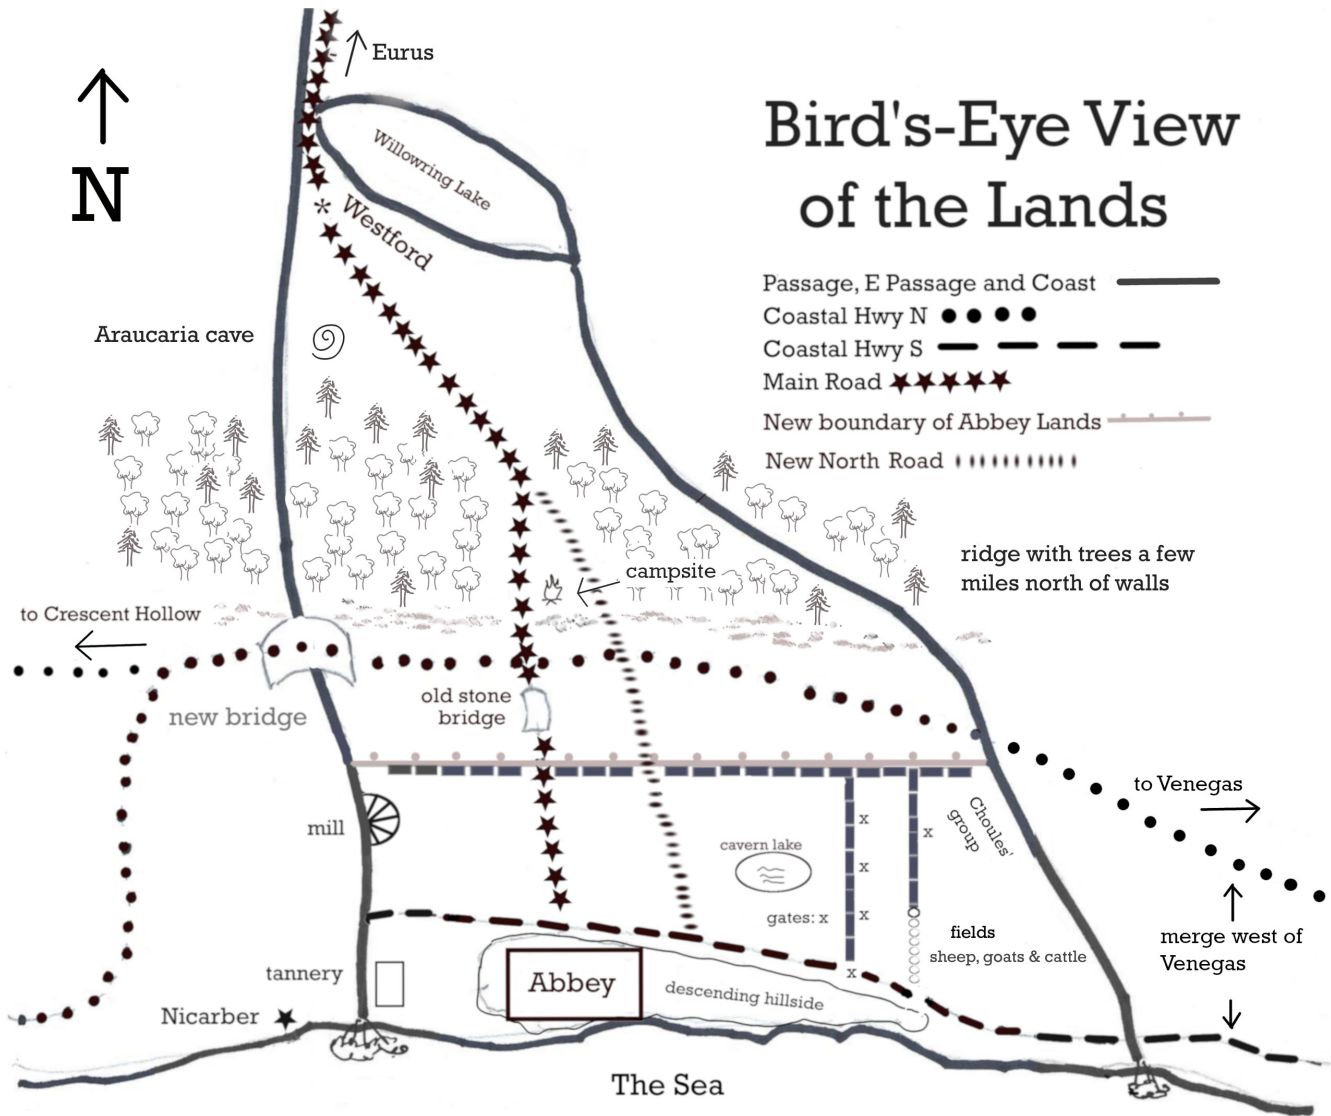 Eurus
N
Bird's-Eye View
of the Lands
Willowring Lake
Westford
Passage, E Passage and Coast
Coastal Hwy N
Coastal Hwy S
Main Road
New boundary of Abbey Lands
New North Road
Araucaria cave
ridge with trees a few
miles north of walls
campsite
to Crescent Hollow
old stone
bridge
new bridge
to Venegas
mill
Choules'
group
x
x
x
x
cavern lake
gates: x
x
x
fields
sheep, goats & cattle
merge west of
Venegas
tannery
Abbey
descending hillside
Nicarber
The Sea